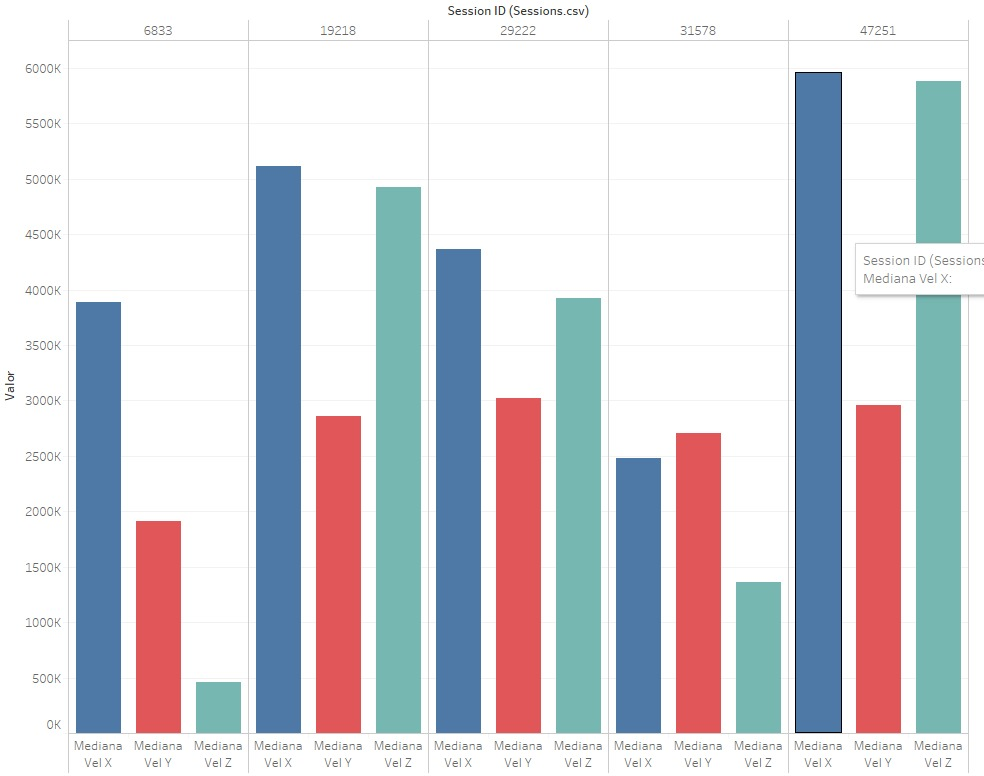 Session ID (Sessions.csv)
6833 19218 29222 31578 47251
6000K
5500K
5000K
4500K
Session ID (Sessions
Mediana Vel X:
4000K
3500K
Valor
3000K
2500K
2000K
1500K
1000K
500K
0K
Mediana Mediana Mediana Mediana Mediana Mediana Mediana Mediana Mediana Mediana Mediana Mediana Mediana Mediana Mediana
Vel X Vel Y Vel Z Vel X Vel Y Vel Z Vel X Vel Y Vel Z Vel X Vel Y Vel Z Vel X Vel Y Vel Z